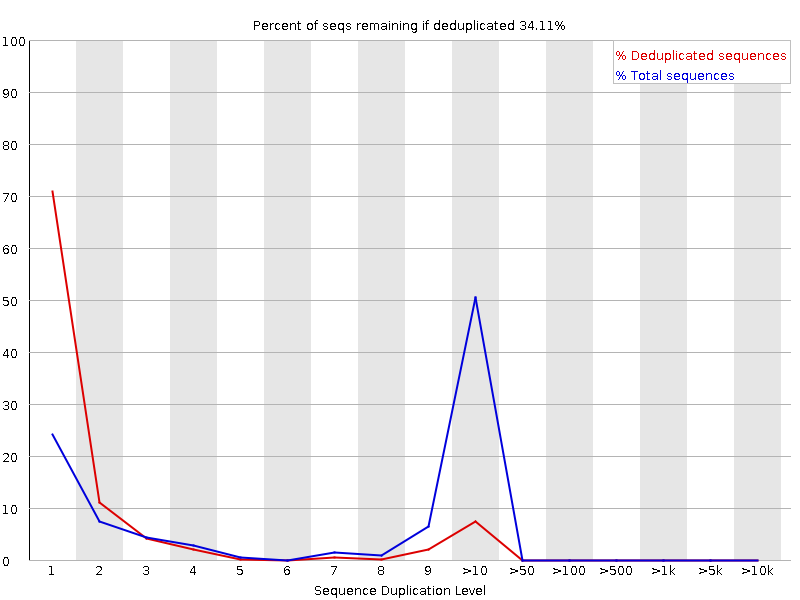 Percent of seqs remaining if deduplicated 34.11%
% Deduplicated sequences
% Total sequences
100
90
80
70
60
50
40
30
20
10
0
1 2 3 4 5 6 7 8 9 >10 >50 >100 >500 >1k >5k >10k
Sequence Duplication Level